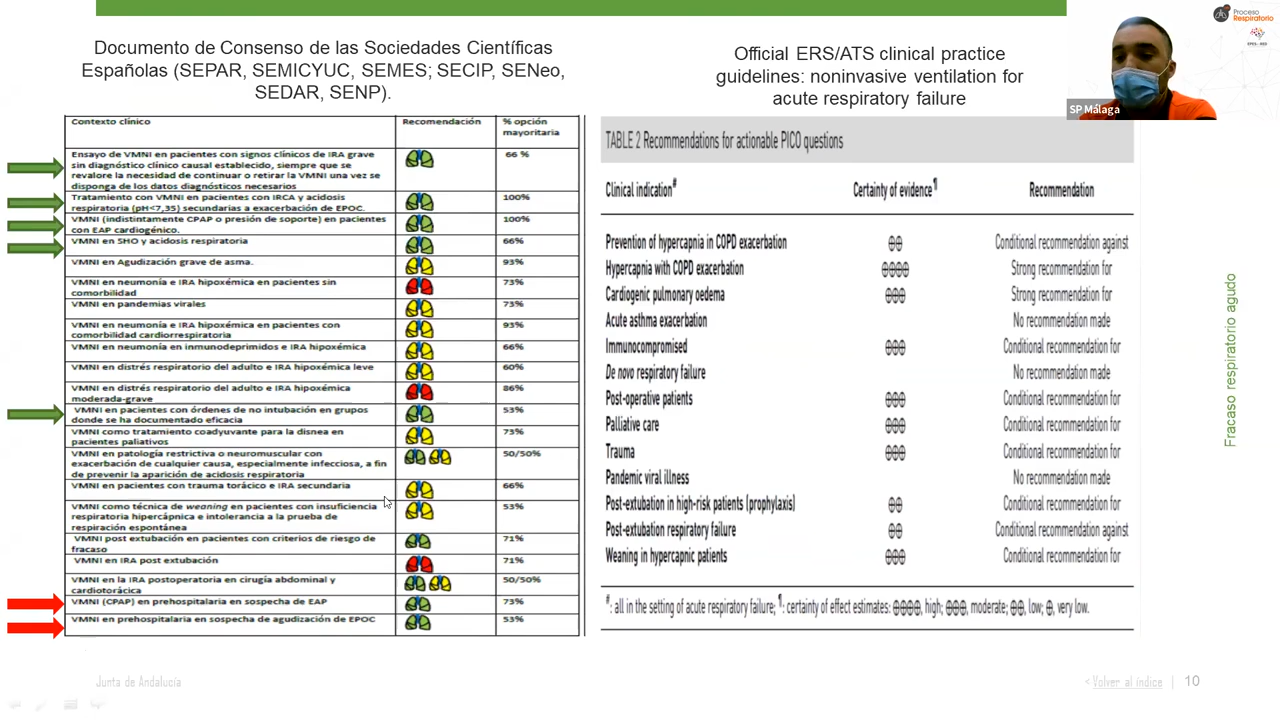 Documento de Consenso de las Sociedades Científicas
Españolas (SEPAR, SEMICYUC, SEMES; SECIP, SENeo,
SEDAR, SENP).
Contexto clínico Recomendación % opción
mayoritaria
Ensayo de VMNI en pacientes con signos clínicos de IRA grave
sin diagnóstico clínico causal establecido, siempre que se
revalore la necesidad de continuar o retirar la VMNI una vez se
disponga de los datos diagnósticos necesarios
66 %
Tratamiento con VMNI en pacientes con IRCA y acidosis
respiratoria (pH<7,35) secundarias a exacerbación de EPOC.
100%
VMNI (indistintamente CPAP o presión de soporte) en pacientes
con EAP cardiogénico.
100%
VMNI en SHO y acidosis respiratoria 66%
VMNI en Agudización grave de asma. 93%
VMNI en neumonía e IRA hipoxémica en pacientes sin
comorbilidad
73%
VMNI en pandemias virales 73%
VMNI en neumonía e IRA hipoxémica en pacientes con
comorbilidad cardiorrespiratoria
93%
VMNI en neumonía en inmunodeprimidos e IRA hipoxémica 66%
VMNI en distrés respiratorio del adulto e IRA hipoxémica leve 60%
VMNI en distrés respiratorio del adulto e IRA hipoxémica
moderada-grave
86%
VMNI en pacientes con órdenes de no intubación en grupos
donde se ha documentado eficacia
53%
VMNI como tratamiento coadyuvante para la disnea en
pacientes paliativos
73%
VMNI en patología restrictiva o neuromuscular con
exacerbación de cualquier causa, especialmente infecciosa, a fin
de prevenir la aparición de acidosis respiratoria
50/50%
VMNI en pacientes con trauma torácico e IRA secundaria 66%
VMNI como técnica de weaning en pacientes con insuficiencia
respiratoria hipercápnica e intolerancia a la prueba de
respiración espontánea
53%
VMNI post extubación en pacientes con criterios de riesgo de
fracaso
71%
VMNI en IRA post extubación 71%
VMNI en la IRA postoperatoria en cirugía abdominal y
cardiotorácica
50/50%
VMNI (CPAP) en prehospitalaria en sospecha de EAP 73%
VMNI en prehospitalaria en sospecha de agudización de EPOC 53%
Official ERS/ATS clinical practice
guidelines: noninvasive ventilation for
acute respiratory failure
TABLE 2 Recommendations for actionable PICO questions
Clinical indication# Certainty of evidence¶ Recommendation
Prevention of hypercapnia in COPD exacerbation ⊕⊕ Conditional recommendation against
Hypercapnia with COPD exacerbation ⊕⊕⊕⊕ Strong recommendation for
Cardiogenic pulmonary oedema ⊕⊕⊕ Strong recommendation for
Acute asthma exacerbation No recommendation made
Immunocompromised ⊕⊕⊕ Conditional recommendation for
De novo respiratory failure No recommendation made
Post-operative patients ⊕⊕⊕ Conditional recommendation for
Palliative care ⊕⊕⊕ Conditional recommendation for
Trauma ⊕⊕⊕ Conditional recommendation for
Pandemic viral illness No recommendation made
Post-extubation in high-risk patients (prophylaxis) ⊕⊕ Conditional recommendation for
Post-extubation respiratory failure ⊕⊕ Conditional recommendation against
Weaning in hypercapnic patients ⊕⊕⊕ Conditional recommendation for
#: all in the setting of acute respiratory failure; ¶: certainty of effect estimates: ⊕⊕⊕⊕, high; ⊕⊕⊕, moderate; ⊕⊕, low; ⊕, very low.
SP Málaga
Proceso
Respiratorio
Fracaso respiratorio agudo
Junta de Andalucía
< Volver al índice | 10